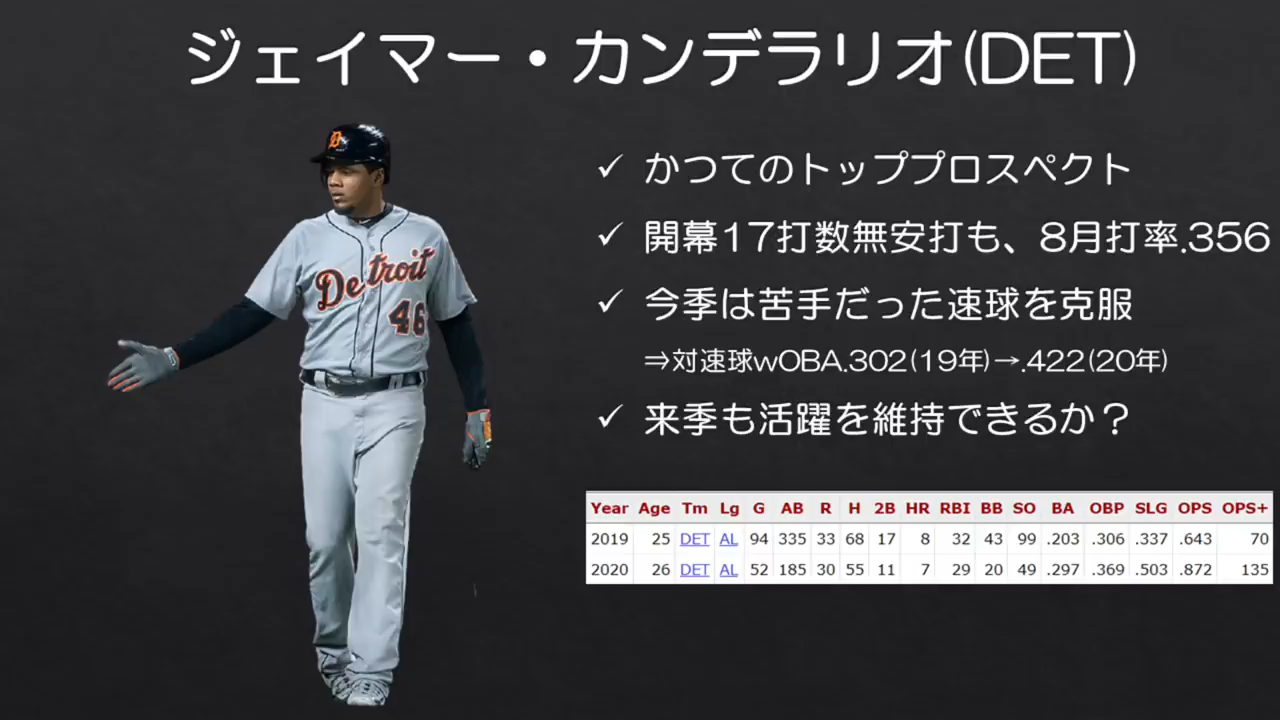 ジェイマー・カンデラリオ(DET)
✓ かつてのトッププロスペクト
✓ 開幕17打数無安打も、8月打率.356
✓ 今季は苦手だった速球を克服
⇒対速球wOBA.302(19年)→.422(20年)
✓ 来季も活躍を維持できるか?
D
Detroit
46
Year Age Tm Lg G AB R H 2B HR RBI BB SO BA OBP SLG OPS OPS+
2019 25 DET AL 94 335 33 68 17 8 32 43 99 .203 .306 .337 .643 70
2020 26 DET AL 52 185 30 55 11 7 29 20 49 .297 .369 .503 .872 135